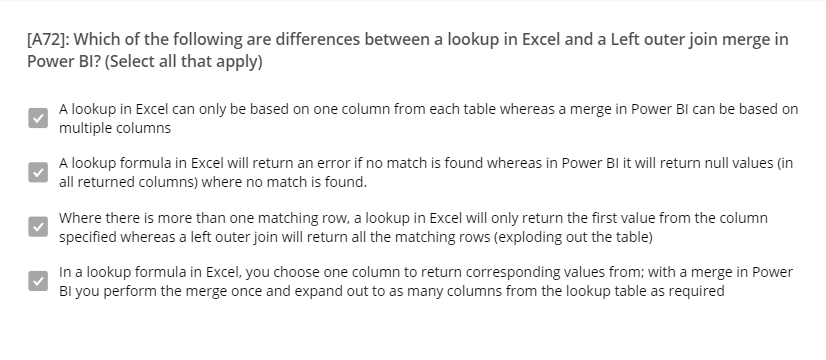 [A72]: Which of the following are differences between a lookup in Excel and a Left outer join merge in
Power BI? (Select all that apply)
A lookup in Excel can only be based on one column from each table whereas a merge in Power BI can be based on
multiple columns
A lookup formula in Excel will return an error if no match is found whereas in Power BI it will return null values (in
all returned columns) where no match is found.
Where there is more than one matching row, a lookup in Excel will only return the first value from the column
specified whereas a left outer join will return all the matching rows (exploding out the table)
In a lookup formula in Excel, you choose one column to return corresponding values from; with a merge in Power
BI you perform the merge once and expand out to as many columns from the lookup table as required